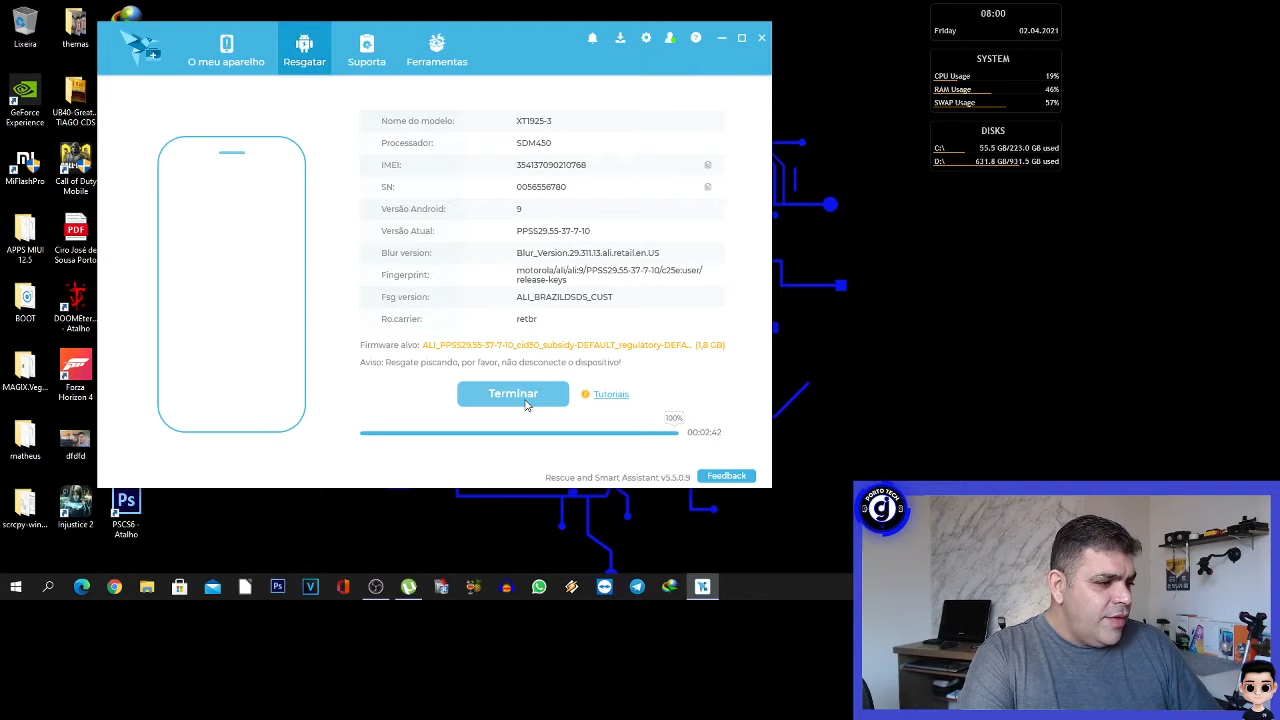 Lixeira
themas
GeForce
Experience
UB40-Great...
TIAGO CDS
MiFlashPro
Call of Duty
Mobile
APPS MIUI
12.5
PDF
Ciro José de
Sousa Porto
BOOT
DOOMEter...
- Atalho
MAGIX.Veg...
Forza
Horizon 4
matheus
dfdfd
scrcpy-win...
Injustice 2
Ps
PSCS6 -
Atalho
O meu aparelho
Resgatar
Suporta
Ferramentas
Nome do modelo: XT1925-3
Processador: SDM450
IMEI: 354137090210768
SN: 0056556780
Versão Android: 9
Versão Atual: PPSS29.55-37-7-10
Blur version: Blur_Version.29.311.13.ali.retail.en.US
Fingerprint: motorola/ali/ali:9/PPSS29.55-37-7-10/c25e:user/
release-keys
Fsg version: ALI_BRAZILDSDS_CUST
Ro.carrier: retbr
Firmware alvo: ALI_PPSS29.55-37-7-10_cid50_subsidy-DEFAULT_regulatory-DEFA... (1,8 GB)
Aviso: Resgate piscando, por favor, não desconecte o dispositivo!
Terminar
Tutoriais
100%
00:02:42
Rescue and Smart Assistant v5.5.0.9
Feedback
08:00
Friday 02.04.2021
SYSTEM
CPU Usage 19%
RAM Usage 46%
SWAP Usage 57%
DISKS
C:\ 55.5 GB/223.0 GB used
D:\ 631.8 GB/931.5 GB used
PORTO TECH